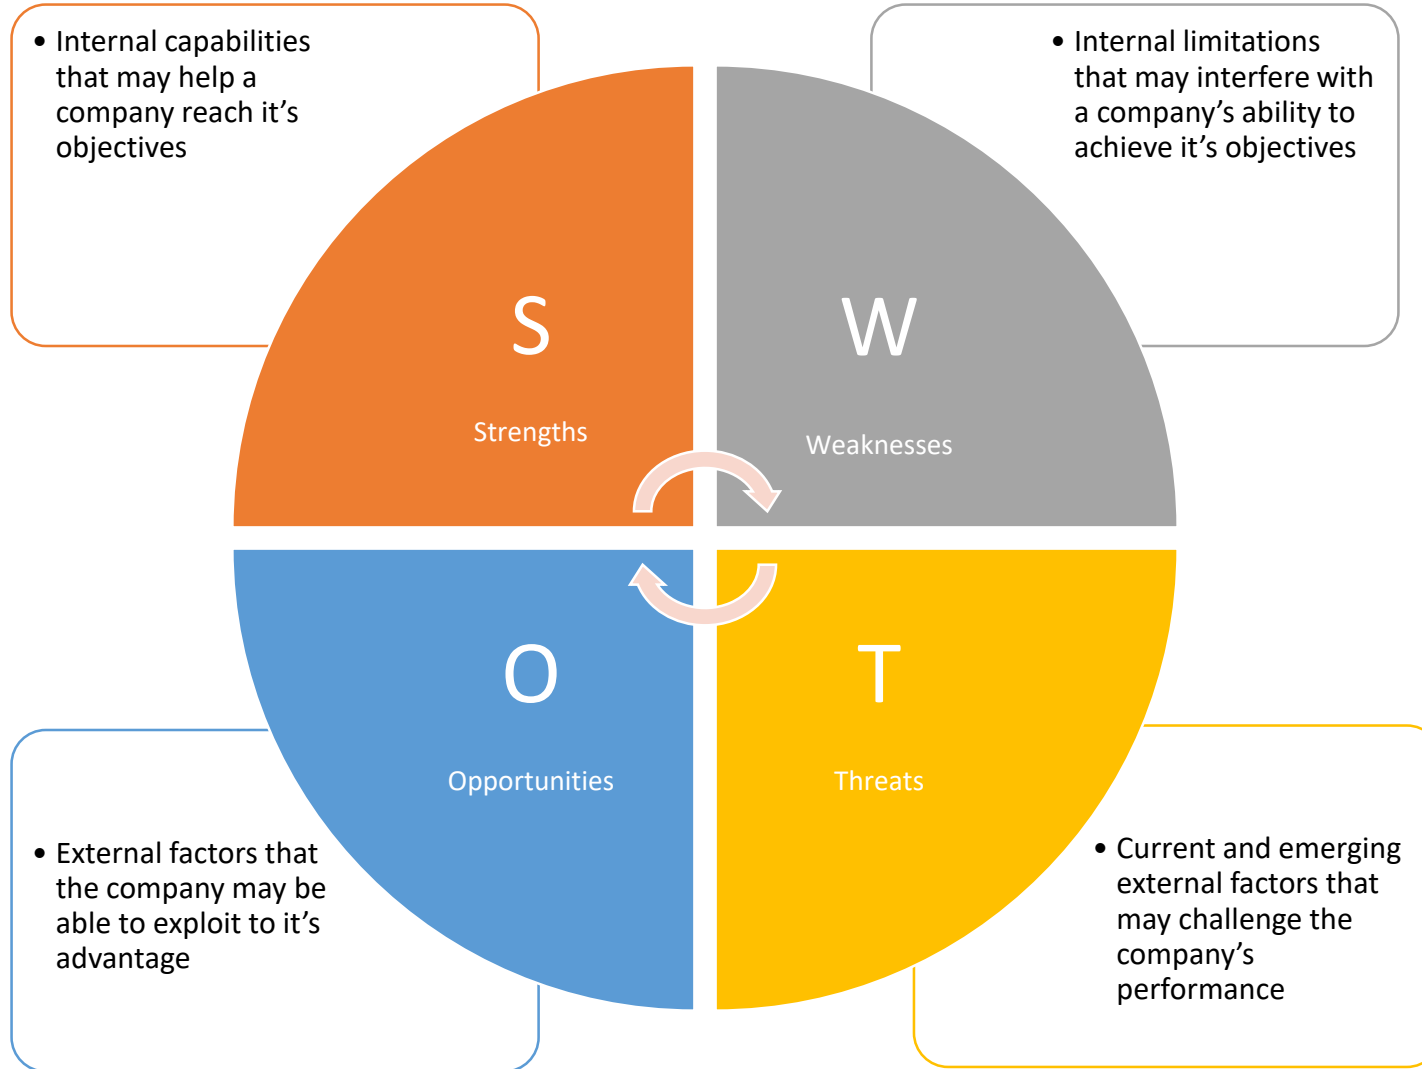 • Internal capabilities
that may help a
company reach it’s
objectives
• Internal limitations
that may interfere with
a company’s ability to
achieve it’s objectives
S
Strengths
W
Weaknesses
O
Opportunities
T
Threats
• External factors that
the company may be
able to exploit to it’s
advantage
• Current and emerging
external factors that
may challenge the
company’s
performance